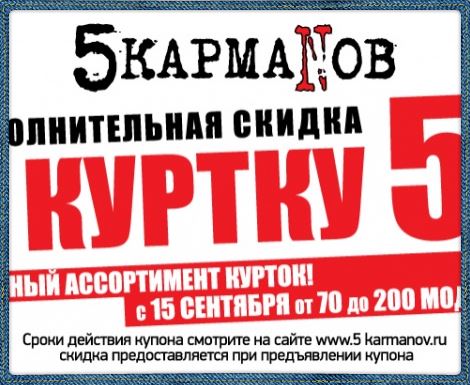 5КАРМАNОВ
ОЛНИТЕЛЬНАЯ СКИДКА
КУРТКУ 5
НЫЙ АССОРТИМЕНТ КУРТОК!
с 15 СЕНТЯБРЯ от 70 до 200 МОД
Сроки действия купона смотрите на сайте www.5 karmanov.ru
скидка предоставляется при предъявлении купона